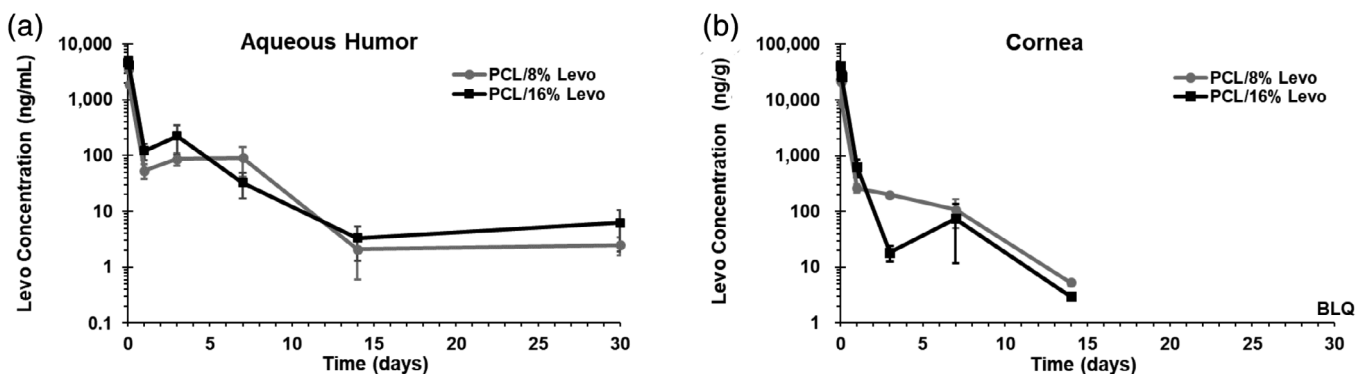 (a)
Aqueous Humor
Levo Concentration (ng/mL)
10,000
1,000
100
10
1
0.1
PCL/8% Levo
PCL/16% Levo
0 5 10 15 20 25 30
Time (days)
(b)
Cornea
Levo Concentration (ng/g)
100,000
10,000
1,000
100
10
1
PCL/8% Levo
PCL/16% Levo
BLQ
0 5 10 15 20 25 30
Time (days)